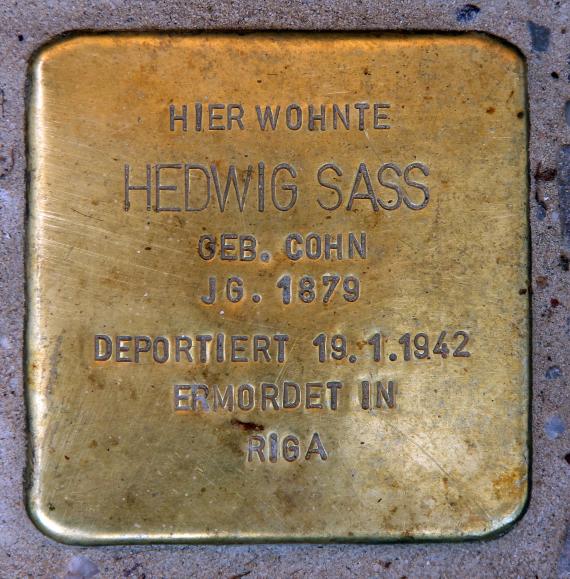 HIER WOHNTE
HEDWIG SASS
GEB. COHN
JG. 1879
DEPORTIERT 19.1.1942
ERMORDET IN
RIGA